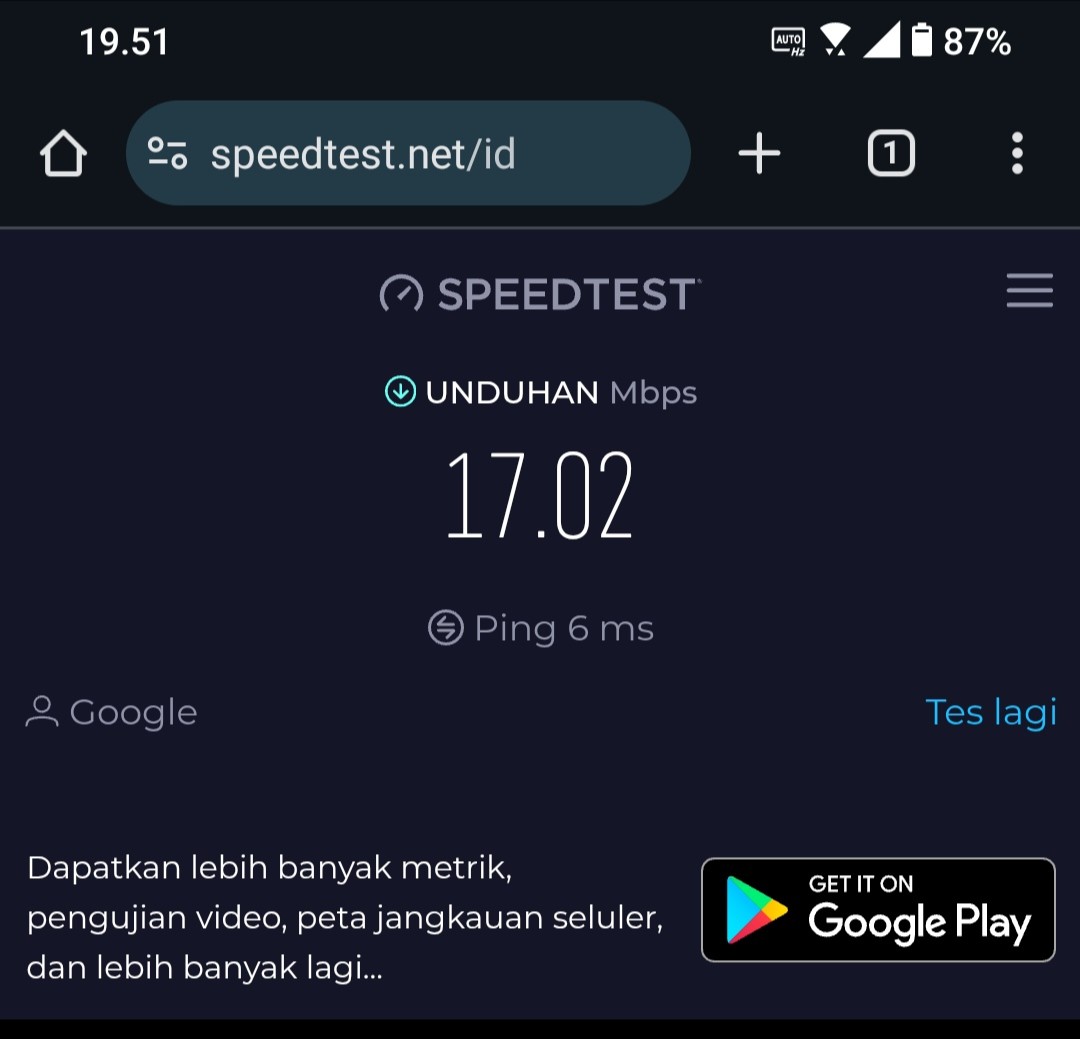 19.51
AUTO Hz
87%
speedtest.net/id
1
SPEEDTEST
UNDUHAN Mbps
17.02
Ping 6 ms
Google
Tes lagi
Dapatkan lebih banyak metrik,
pengujian video, peta jangkauan seluler,
dan lebih banyak lagi...
GET IT ON
Google Play